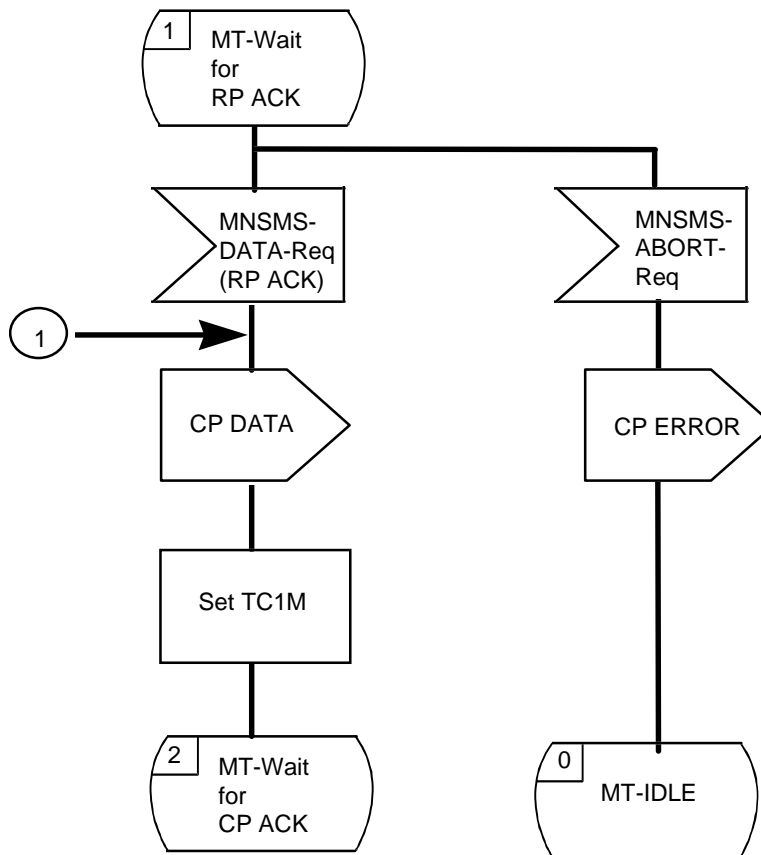 1
MT-Wait
for
RP ACK
MNSMS-
DATA-Req
(RP ACK)
MNSMS-
ABORT-
Req
1
CP DATA
CP ERROR
Set TC1M
2
MT-Wait
for
CP ACK
0
MT-IDLE